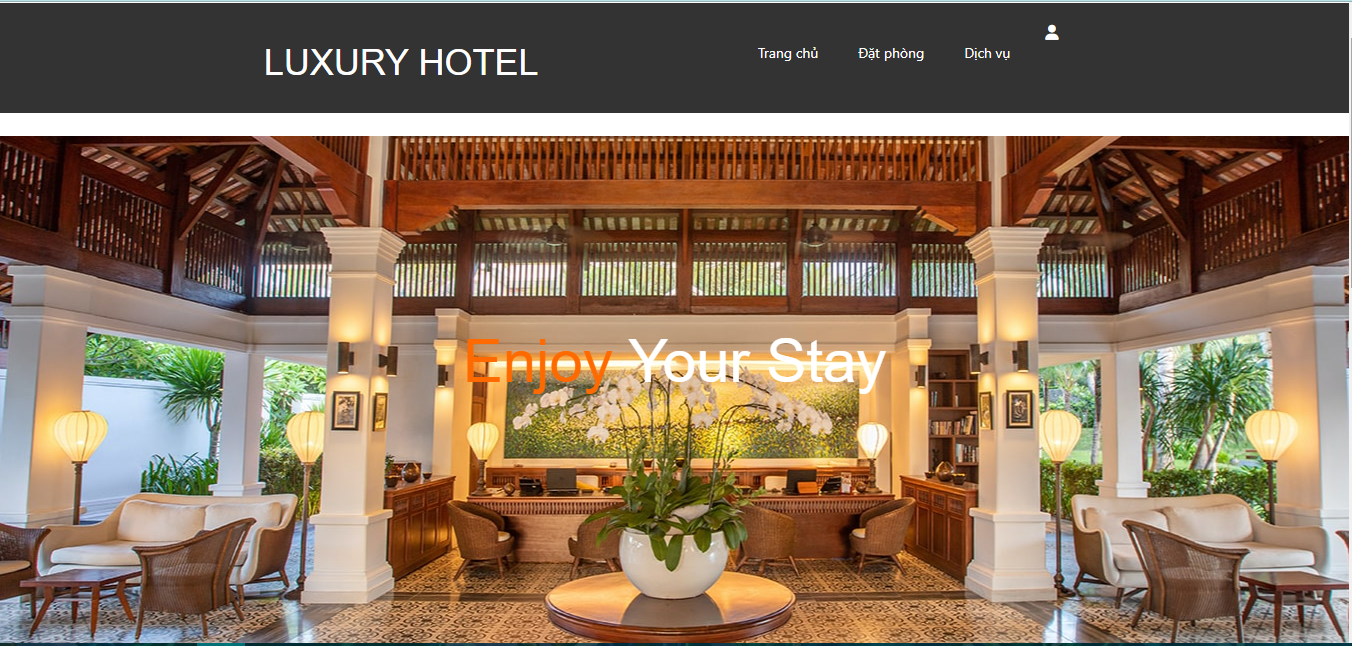 LUXURY HOTEL
Trang chủ Đặt phòng Dịch vụ
Enjoy Your Stay